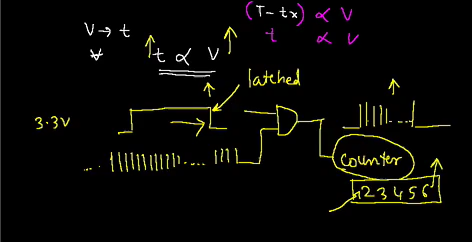 (T - tx) ∝ V
V → t
t ∝ V
t ∝ V
latched
3.3V
counter
123456